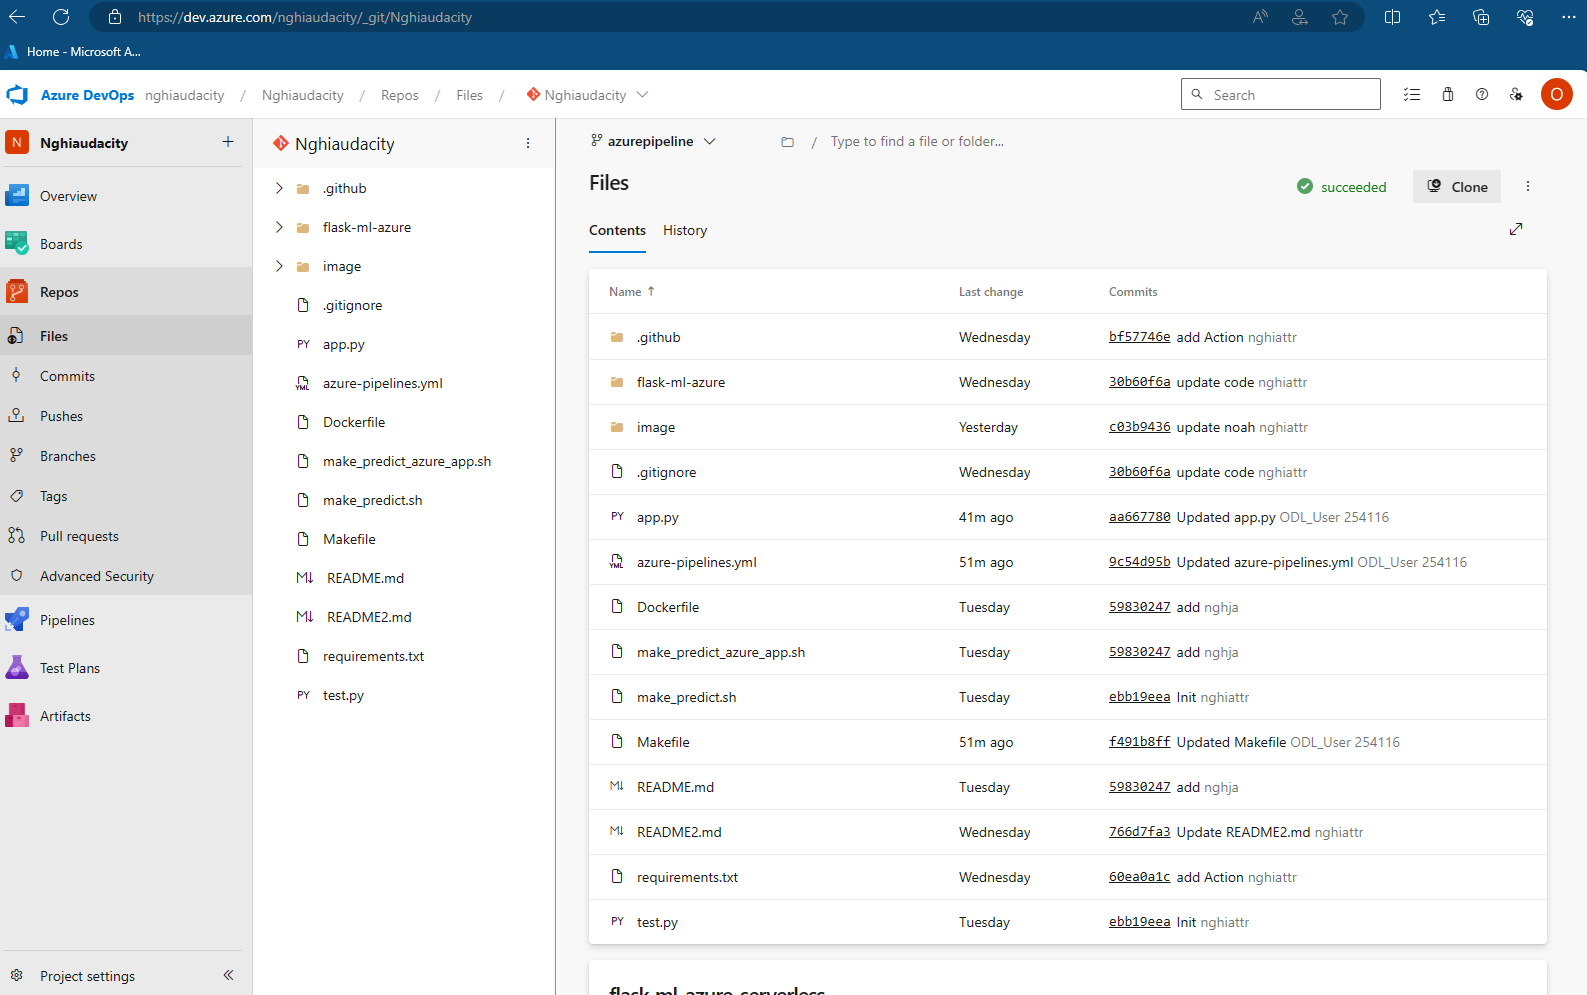 https://dev.azure.com/nghiaudacity/_git/Nghiaudacity
Home - Microsoft A...
Azure DevOps nghiaudacity / Nghiaudacity / Repos / Files / Nghiaudacity
Search
O
N Nghiaudacity
Overview
Boards
Repos
Files
Commits
Pushes
Branches
Tags
Pull requests
Advanced Security
Pipelines
Test Plans
Artifacts
Project settings
Nghiaudacity
.github
flask-ml-azure
image
.gitignore
PY app.py
YML azure-pipelines.yml
Dockerfile
make_predict_azure_app.sh
make_predict.sh
Makefile
M↓ README.md
M↓ README2.md
requirements.txt
PY test.py
azurepipeline / Type to find a file or folder...
Files
succeeded
Clone
Contents History
Name ↑ Last change Commits
.github Wednesday bf57746e add Action nghiattr
flask-ml-azure Wednesday 30b60f6a update code nghiattr
image Yesterday c03b9436 update noah nghiattr
.gitignore Wednesday 30b60f6a update code nghiattr
PY app.py 41m ago aa667780 Updated app.py ODL_User 254116
YML azure-pipelines.yml 51m ago 9c54d95b Updated azure-pipelines.yml ODL_User 254116
Dockerfile Tuesday 59830247 add nghja
make_predict_azure_app.sh Tuesday 59830247 add nghja
make_predict.sh Tuesday ebb19eea Init nghiattr
Makefile 51m ago f491b8ff Updated Makefile ODL_User 254116
M↓ README.md Tuesday 59830247 add nghja
M↓ README2.md Wednesday 766d7fa3 Update README2.md nghiattr
requirements.txt Wednesday 60ea0a1c add Action nghiattr
PY test.py Tuesday ebb19eea Init nghiattr
flask-ml-azure-serverless